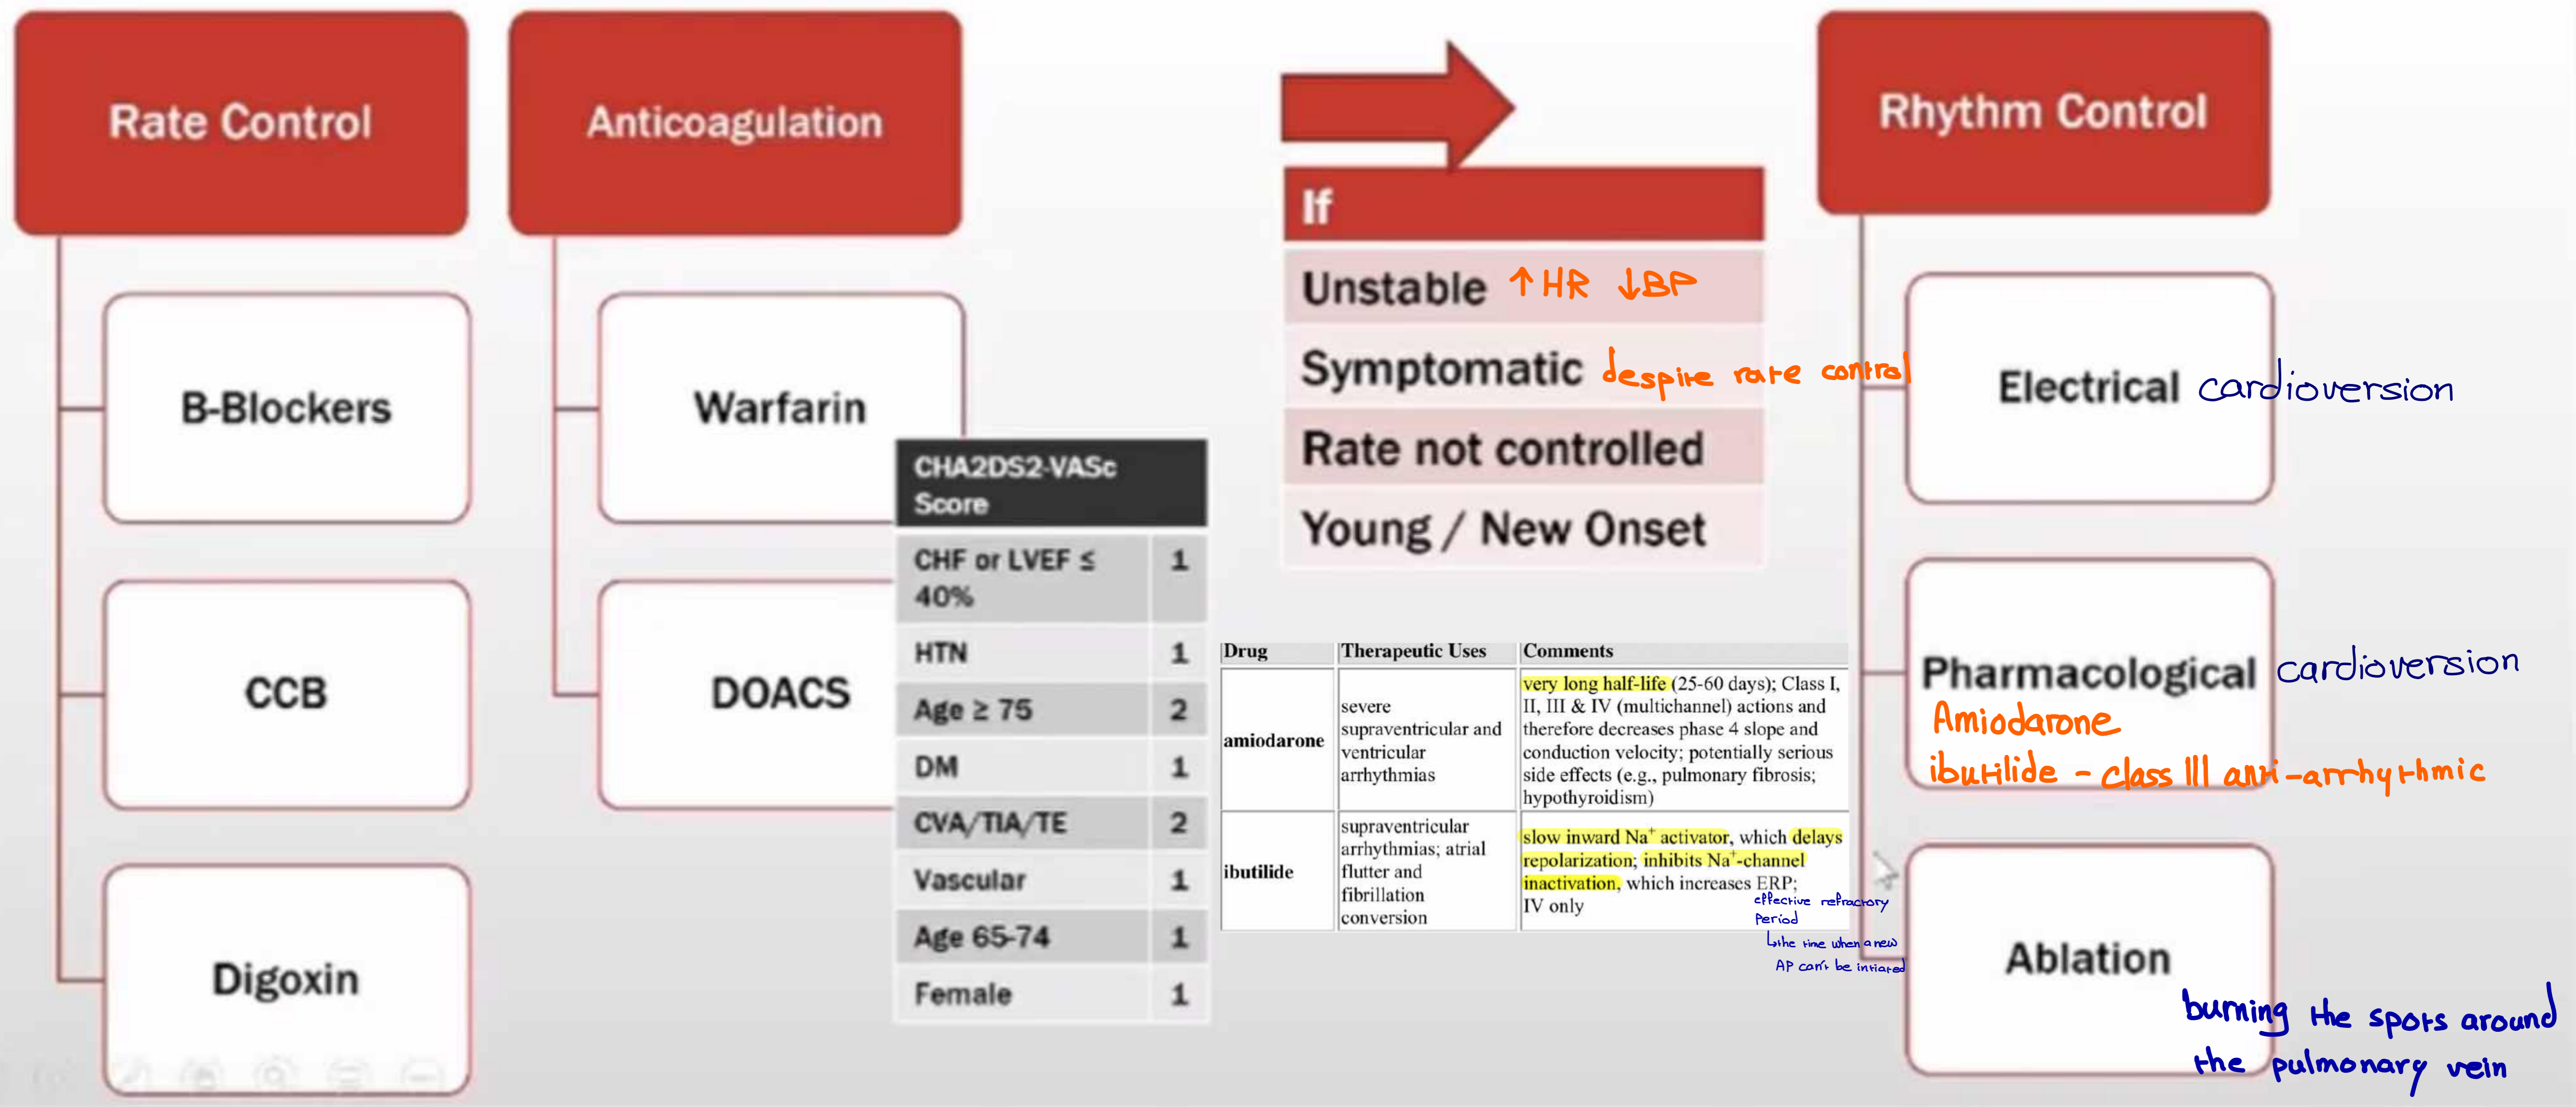 Rate Control
B-Blockers
CCB
Digoxin
Anticoagulation
Warfarin
DOACS
CHA2DS2-VASc
Score
CHF or LVEF ≤ 1
40%
HTN 1
Age ≥ 75 2
DM 1
CVA/TIA/TE 2
Vascular 1
Age 65-74 1
Female 1
If
Unstable ↑HR ↓BP
Symptomatic despite rate control
Rate not controlled
Young / New Onset
Drug Therapeutic Uses Comments
amiodarone
severe
supraventricular and
ventricular
arrhythmias
very long half-life (25-60 days); Class I,
II, III & IV (multichannel) actions and
therefore decreases phase 4 slope and
conduction velocity; potentially serious
side effects (e.g., pulmonary fibrosis;
hypothyroidism)
ibutilide
supraventricular
arrhythmias; atrial
flutter and
fibrillation
conversion
slow inward Na⁺ activator, which delays
repolarization; inhibits Na⁺-channel
inactivation, which increases ERP;
IV only
effective refractory
period
↳the time when a new
AP can't be initiated
Rhythm Control
Electrical cardioversion
Pharmacological cardioversion
Amiodarone
ibutilide - class III anti-arrhythmic
Ablation
burning the spots around
the pulmonary vein